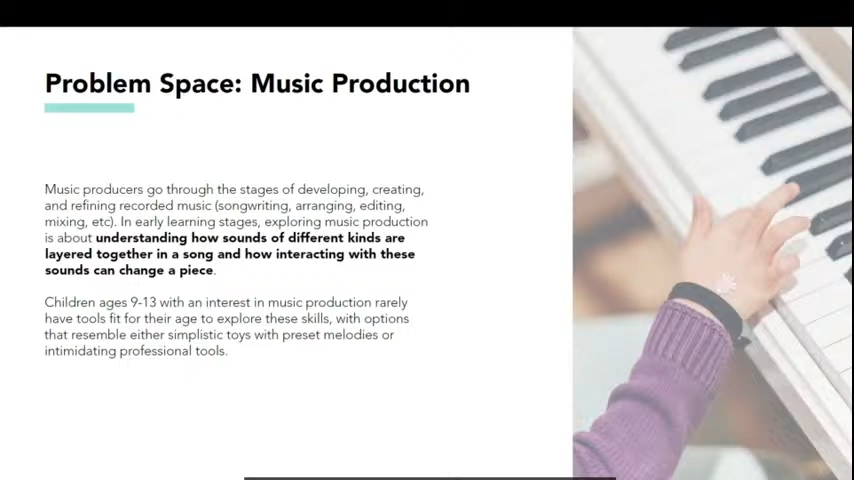 Problem Space: Music Production
Music producers go through the stages of developing, creating,
and refining recorded music (songwriting, arranging, editing,
mixing, etc). In early learning stages, exploring music production
is about understanding how sounds of different kinds are
layered together in a song and how interacting with these
sounds can change a piece.
Children ages 9-13 with an interest in music production rarely
have tools fit for their age to explore these skills, with options
that resemble either simplistic toys with preset melodies or
intimidating professional tools.